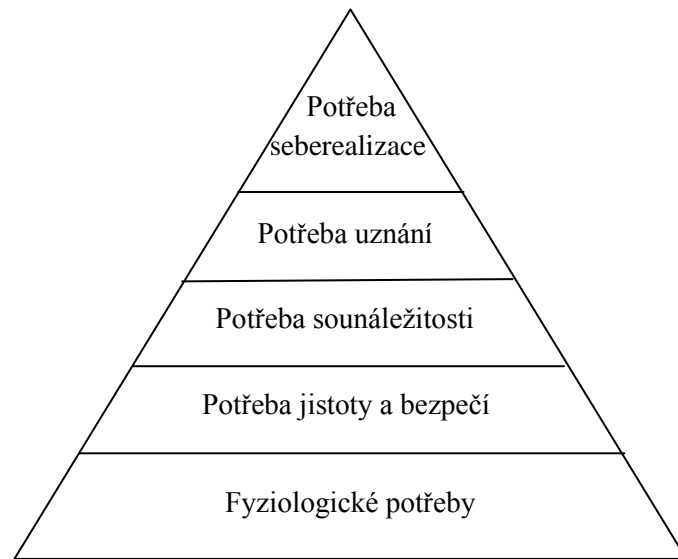 Potřeba
seberealizace
Potřeba uznání
Potřeba sounáležitosti
Potřeba jistoty a bezpečí
Fyziologické potřeby